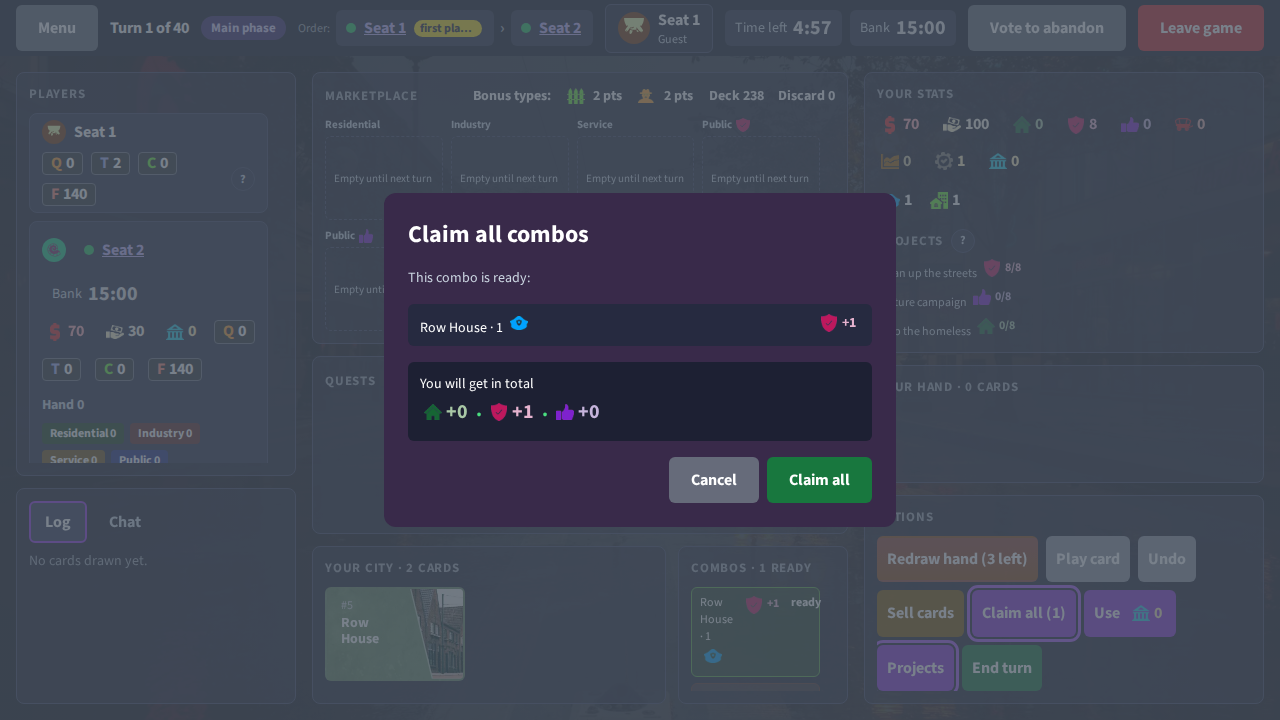 Menu
Turn 1 of 40
Main phase
Order:
Seat 1
first pla...
›
Seat 2
Seat 1
Guest
Time left 4:57
Bank 15:00
Vote to abandon
Leave game
PLAYERS
Seat 1
Q 0
T 2
C 0
F 140
?
Seat 2
Bank 15:00
70
30
0
Q 0
T 0
C 0
F 140
Hand 0
Residential 0
Industry 0
Service 0
Public 0
Log
Chat
No cards drawn yet.
MARKETPLACE
Bonus types:
2 pts
2 pts
Deck 238
Discard 0
Residential
Industry
Service
Public
Empty until next turn
Empty until next turn
Empty until next turn
Empty until next turn
Public
QUESTS
Claim all combos
This combo is ready:
Row House · 1
+1
You will get in total
+0 • +1 • +0
Cancel
Claim all
YOUR CITY · 2 CARDS
#5
Row
House
COMBOS · 1 READY
Row
House
· 1
+1
ready
YOUR STATS
70
100
0
8
0
0
0
1
0
1
1
?
8/8
0/8
0/8
Redraw hand (3 left)
Play card
Undo
Sell cards
Claim all (1)
Use 0
Projects
End turn